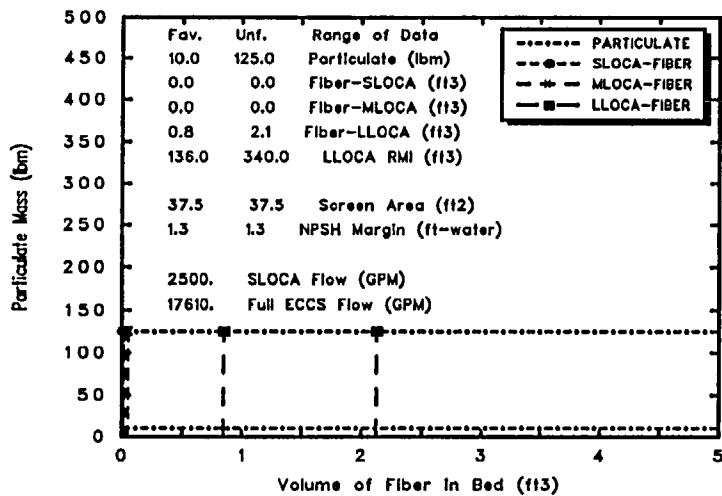 Fav. Unf. Range of Data
10.0 125.0 Particulate (lbm)
0.0 0.0 Fiber-SLOCA (ft3)
0.0 0.0 Fiber-MLOCA (ft3)
0.8 2.1 Fiber-LLOCA (ft3)
136.0 340.0 LLOCA RMI (ft3)
37.5 37.5 Screen Area (ft2)
1.3 1.3 NPSH Margin (ft-water)
2500. SLOCA Flow (GPM)
17610. Full ECCS Flow (GPM)
PARTICULATE
SLOCA-FIBER
MLOCA-FIBER
LLOCA-FIBER
Particulate Mass (lbm)
500
450
400
350
300
250
200
150
100
50
0
0 1 2 3 4 5
Volume of Fiber in Bed (ft3)